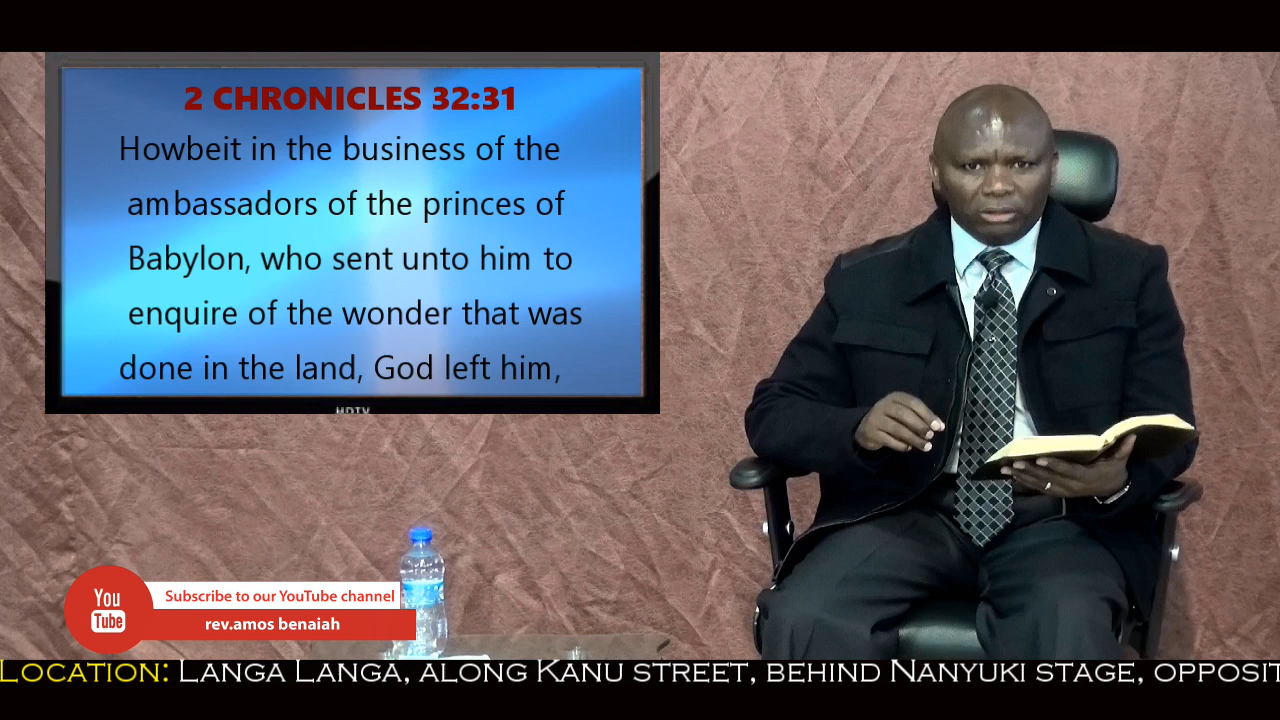 2 CHRONICLES 32:31
Howbeit in the business of the
ambassadors of the princes of
Babylon, who sent unto him to
enquire of the wonder that was
done in the land, God left him,
HDTV
You
Tube
Subscribe to our YouTube channel
rev.amos benaiah
LOCATION: LANGA LANGA, ALONG KANU STREET, BEHIND NANYUKI STAGE, OPPOSIT